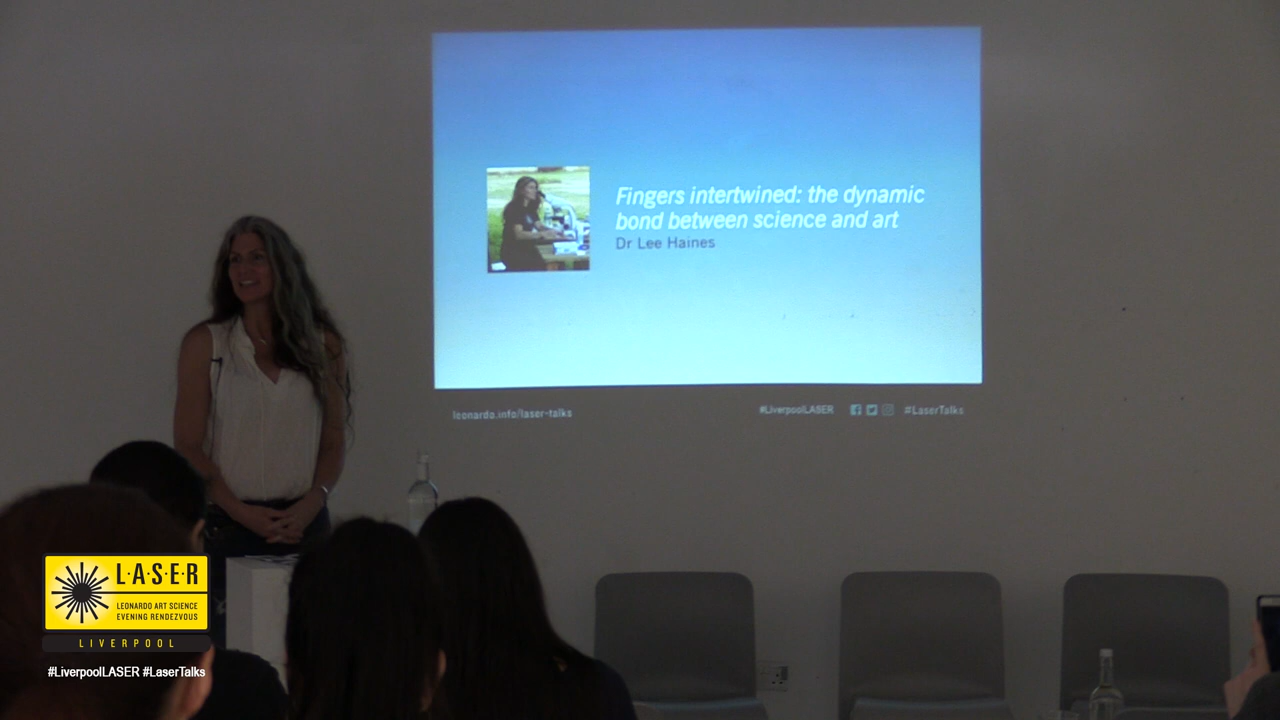 Fingers intertwined: the dynamic
bond between science and art
Dr Lee Haines
leonardo.info/laser-talks
#LiverpoolLASER
#LaserTalks
L·A·S·E·R
LEONARDO ART SCIENCE
EVENING RENDEZVOUS
LIVERPOOL
#LiverpoolLASER #LaserTalks